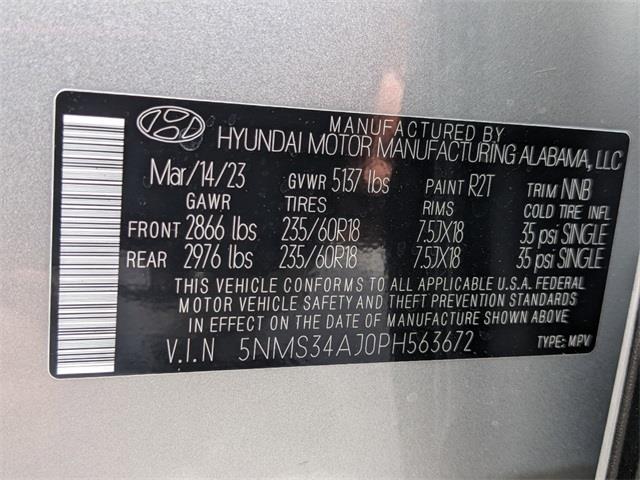 MANUFACTURED BY
HYUNDAI MOTOR MANUFACTURING ALABAMA, LLC
Mar/14/23 GVWR 5137 lbs PAINT R2T TRIM NNB
GAWR TIRES RIMS COLD TIRE INFL
FRONT 2866 lbs 235/60R18 7.5JX18 35 psi SINGLE
REAR 2976 lbs 235/60R18 7.5JX18 35 psi SINGLE
THIS VEHICLE CONFORMS TO ALL APPLICABLE U.S.A. FEDERAL
MOTOR VEHICLE SAFETY AND THEFT PREVENTION STANDARDS
IN EFFECT ON THE DATE OF MANUFACTURE SHOWN ABOVE
V.I.N 5NMS34AJ0PH563672 TYPE: MPV